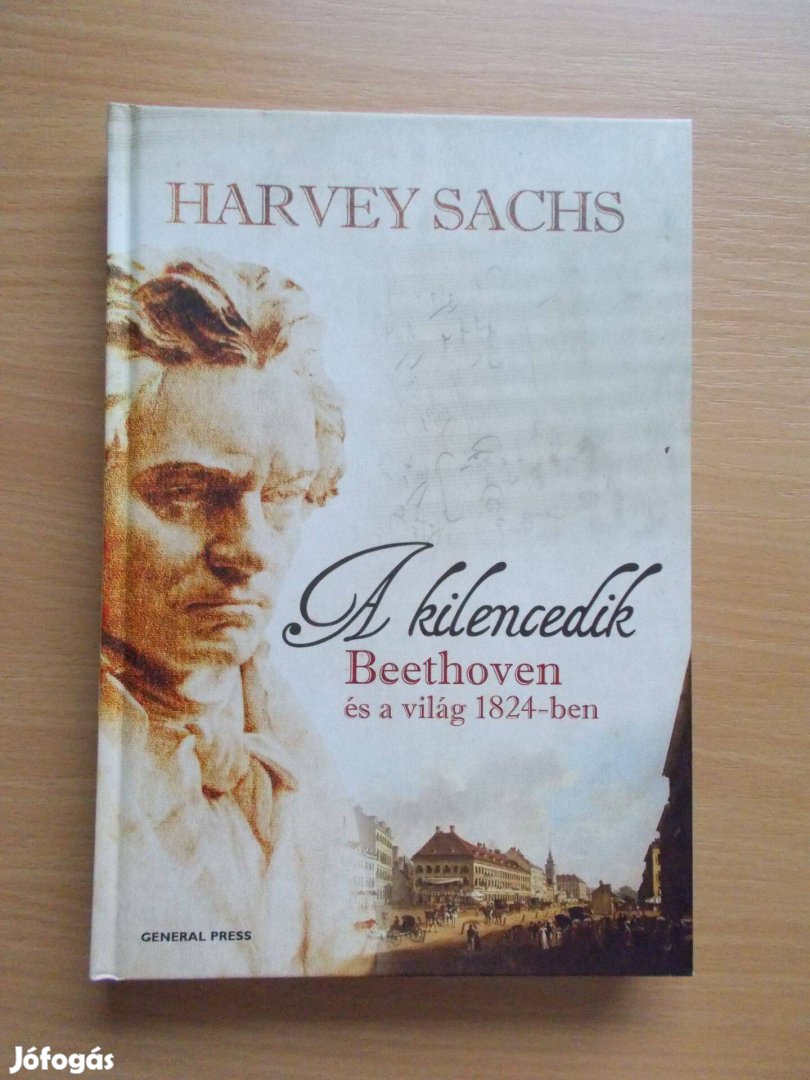 HARVEY SACHS
A kilencedik
Beethoven
és a világ 1824-ben
GENERAL PRESS
Jófogás